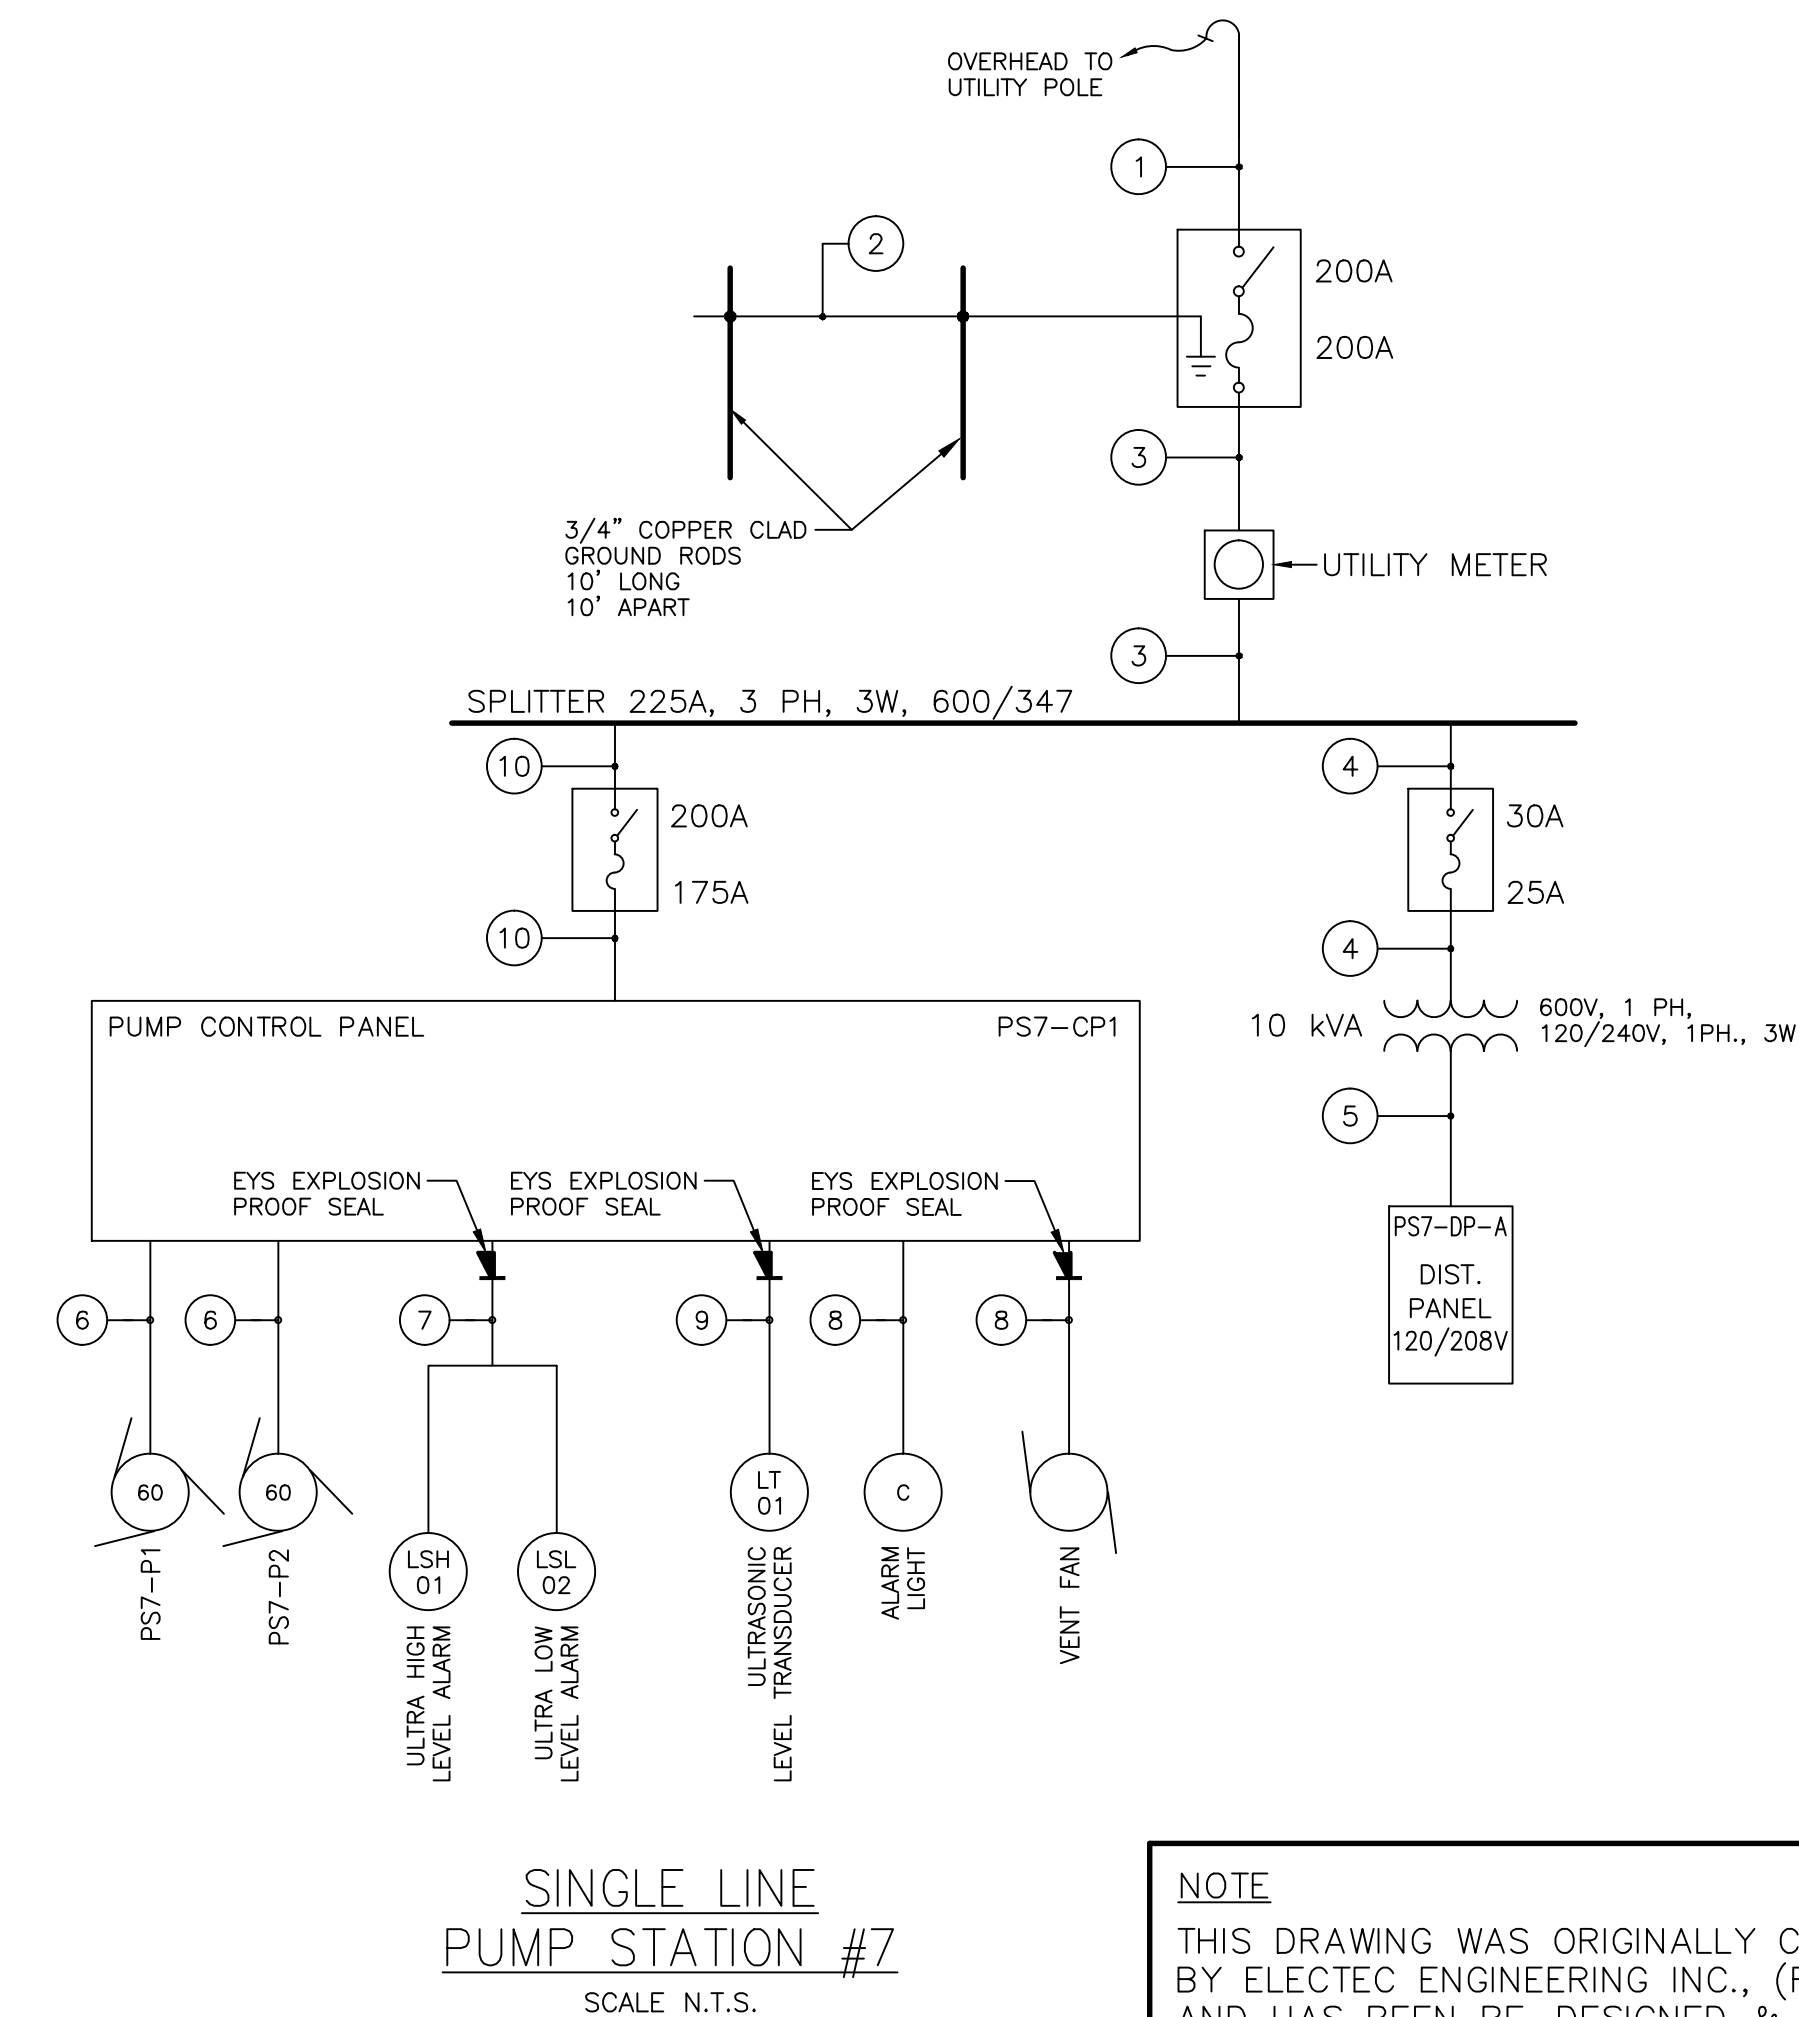 OVERHEAD TO
UTILITY POLE
1
2
200A
200A
3
3/4" COPPER CLAD
GROUND RODS
10' LONG
10' APART
UTILITY METER
3
SPLITTER 225A, 3 PH, 3W, 600/347
10
4
200A
175A
30A
25A
10
4
PUMP CONTROL PANEL
PS7-CP1
10 kVA
600V, 1 PH,
120/240V, 1PH., 3W
5
EYS EXPLOSION
PROOF SEAL
EYS EXPLOSION
PROOF SEAL
EYS EXPLOSION
PROOF SEAL
PS7-DP-A
DIST.
PANEL
120/208V
6
6
7
9
8
8
60
60
LSH
01
LSL
02
LT
01
C
PS7-P1
PS7-P2
ULTRA HIGH
LEVEL ALARM
ULTRA LOW
LEVEL ALARM
ULTRASONIC
LEVEL TRANSDUCER
ALARM
LIGHT
VENT FAN
SINGLE LINE
PUMP STATION #7
SCALE N.T.S.
NOTE
THIS DRAWING WAS ORIGINALLY
BY ELECTEC ENGINEERING INC.,
AND HAS BEEN RE-DESIGNED &